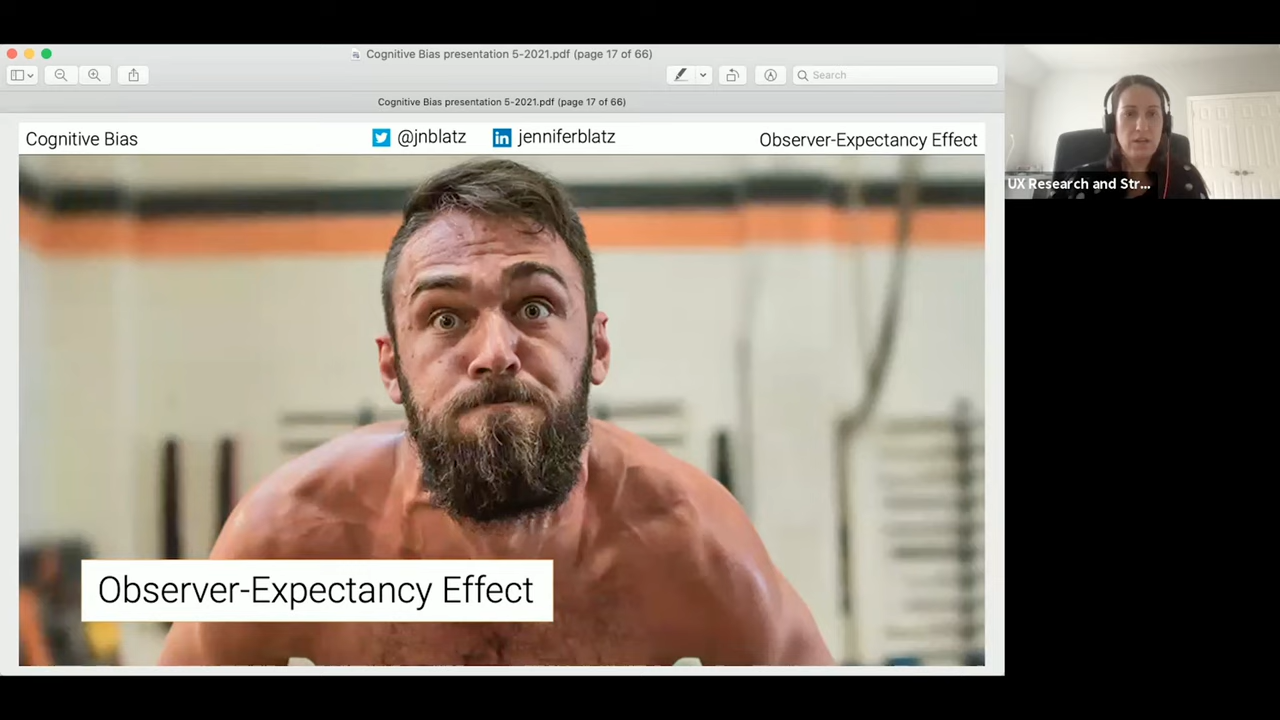 Cognitive Bias presentation 5-2021.pdf (page 17 of 66)
Search
Cognitive Bias presentation 5-2021.pdf (page 17 of 66)
Cognitive Bias
@jnblatz
jenniferblatz
Observer-Expectancy Effect
UX Research and Str...
Observer-Expectancy Effect